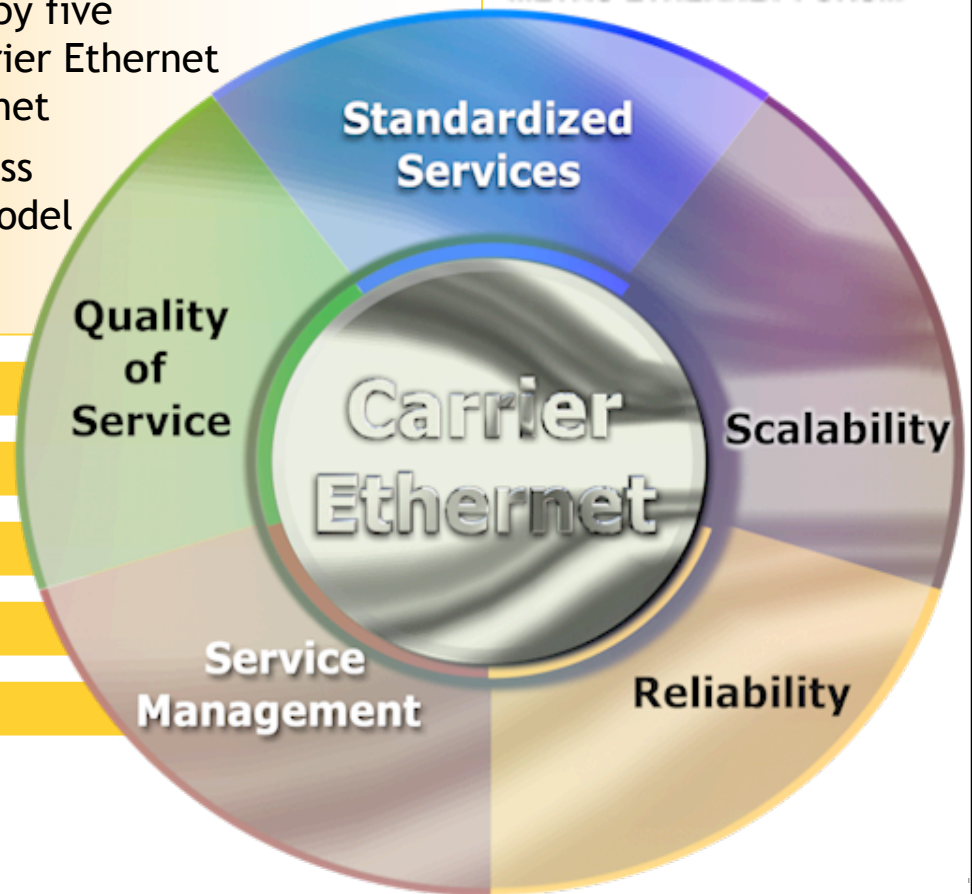 by five
rier Ethernet
net
ss
odel
Standardized
Services
Quality
of
Service
Carrier
Ethernet
Scalability
Service
Management
Reliability